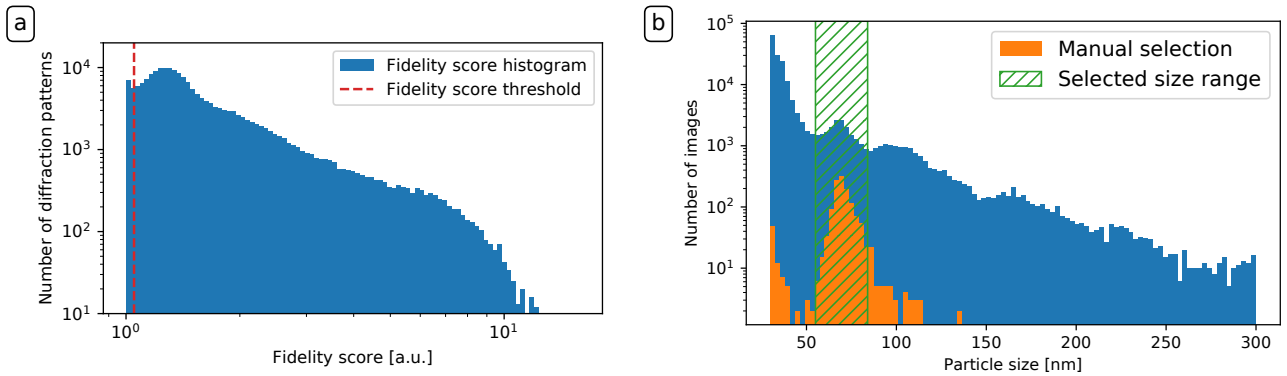 a
Number of diffraction patterns
10⁴
10³
10²
10¹
Fidelity score histogram
Fidelity score threshold
10⁰
10¹
Fidelity score [a.u.]
b
Number of images
10⁵
10⁴
10³
10²
10¹
Manual selection
Selected size range
50
100
150
200
250
300
Particle size [nm]